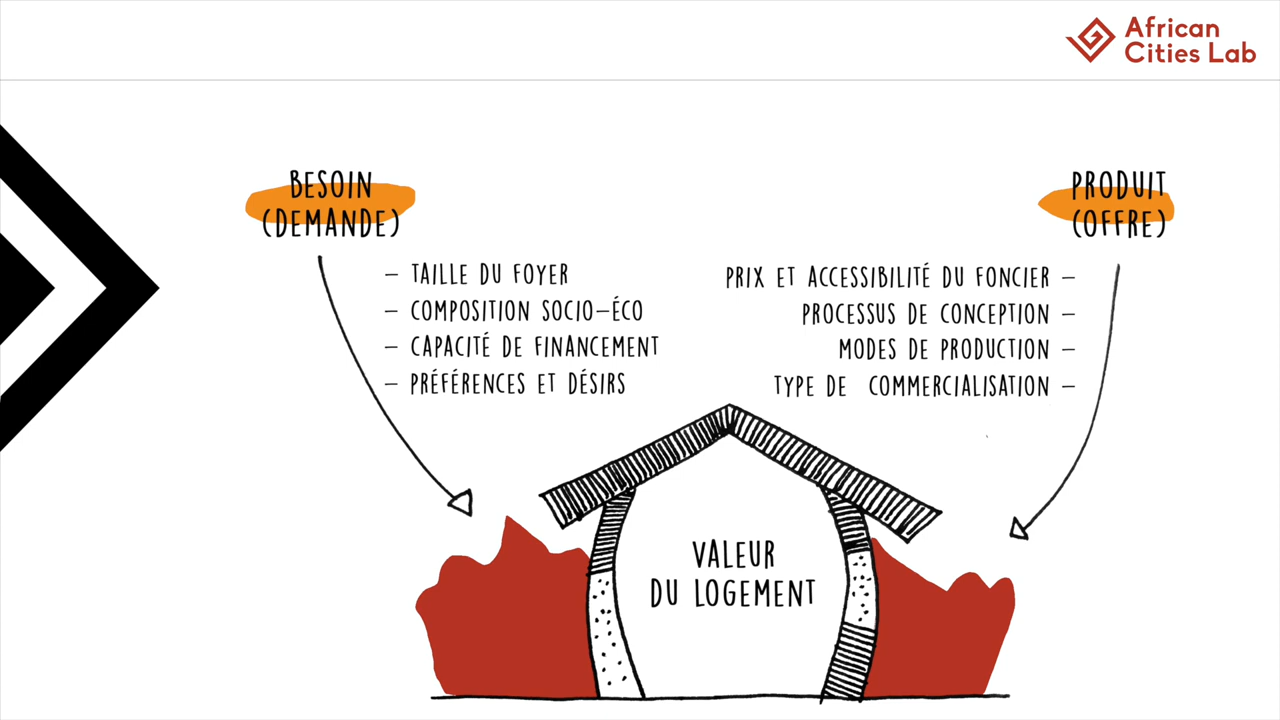 African
Cities Lab
BESOIN
(DEMANDE)
– TAILLE DU FOYER
– COMPOSITION SOCIO–ÉCO
– CAPACITÉ DE FINANCEMENT
– PRÉFÉRENCES ET DÉSIRS
PRODUIT
(OFFRE)
PRIX ET ACCESSIBILITÉ DU FONCIER –
PROCESSUS DE CONCEPTION –
MODES DE PRODUCTION –
TYPE DE COMMERCIALISATION –
VALEUR
DU LOGEMENT